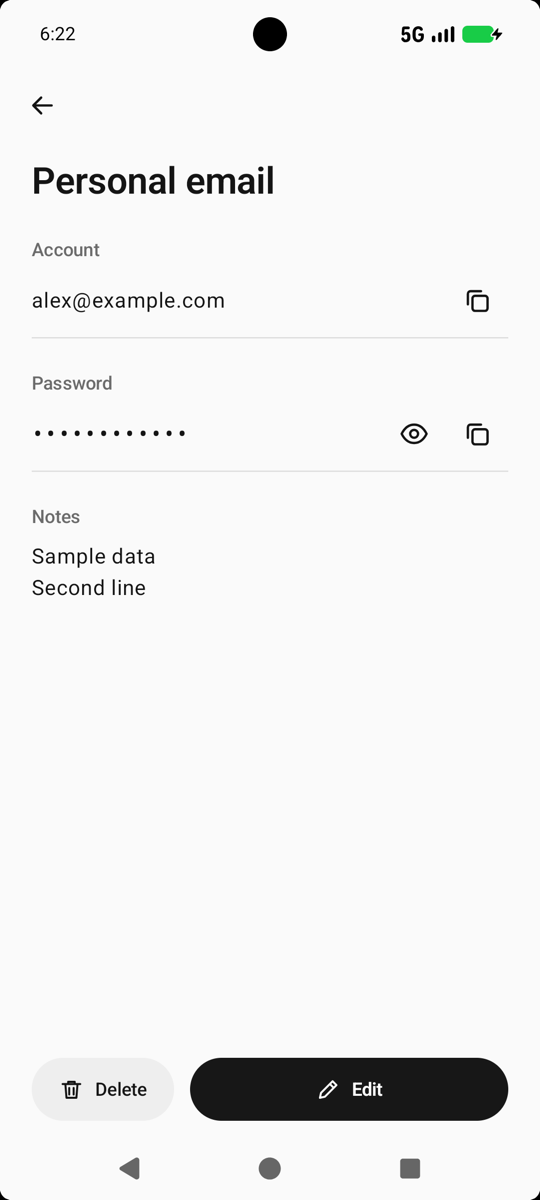 6:22
5G
Personal email
Account
alex@example.com
Password
••••••••••••
Notes
Sample data
Second line
Delete
Edit